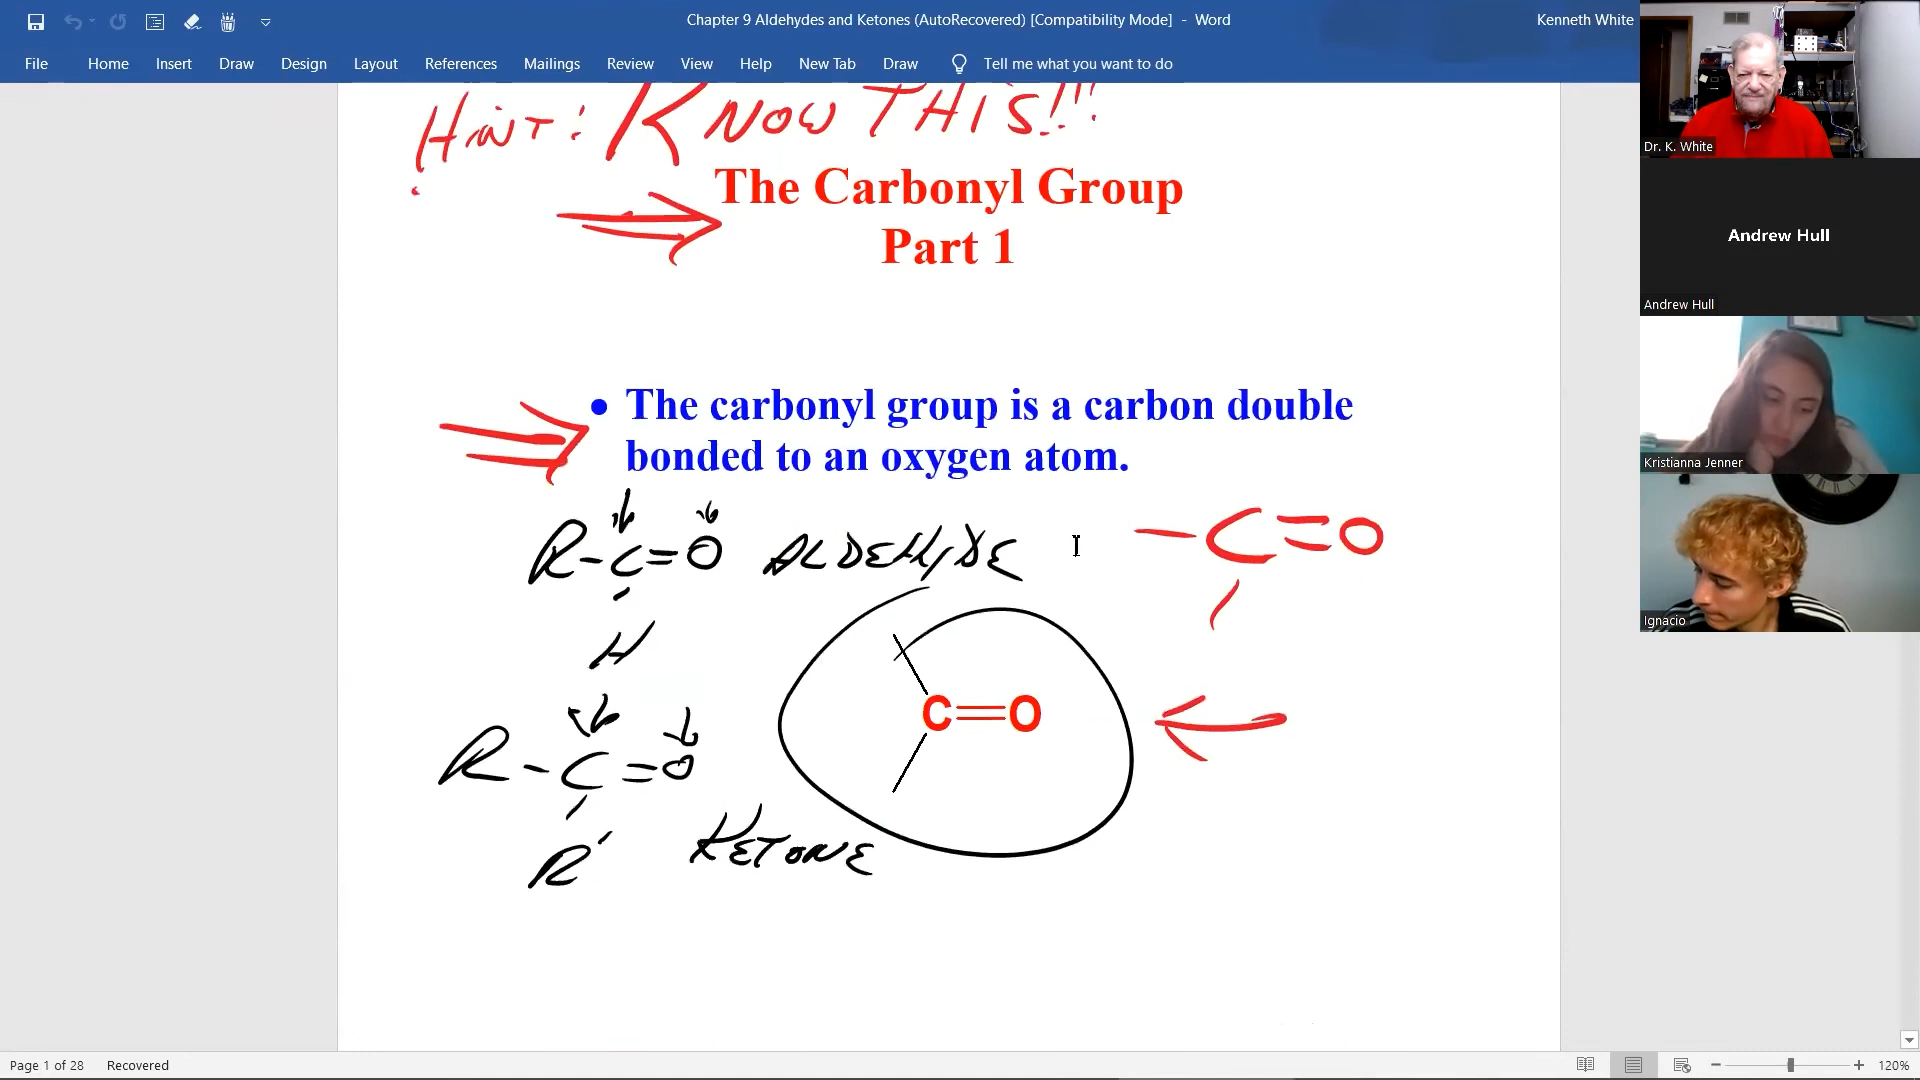 Chapter 9 Aldehydes and Ketones (AutoRecovered) [Compatibility Mode] - Word
Kenneth White
File Home Insert Draw Design Layout References Mailings Review View Help New Tab Draw Tell me what you want to do
Hint: KNOW THIS!!!
The Carbonyl Group
Part 1
• The carbonyl group is a carbon double
bonded to an oxygen atom.
R-C=O ALDEHYDE
H
-C=O
C=O
R-C=O
R' KETONE
Dr. K. White
Andrew Hull
Andrew Hull
Kristianna Jenner
Ignacio
Page 1 of 28 Recovered
120%